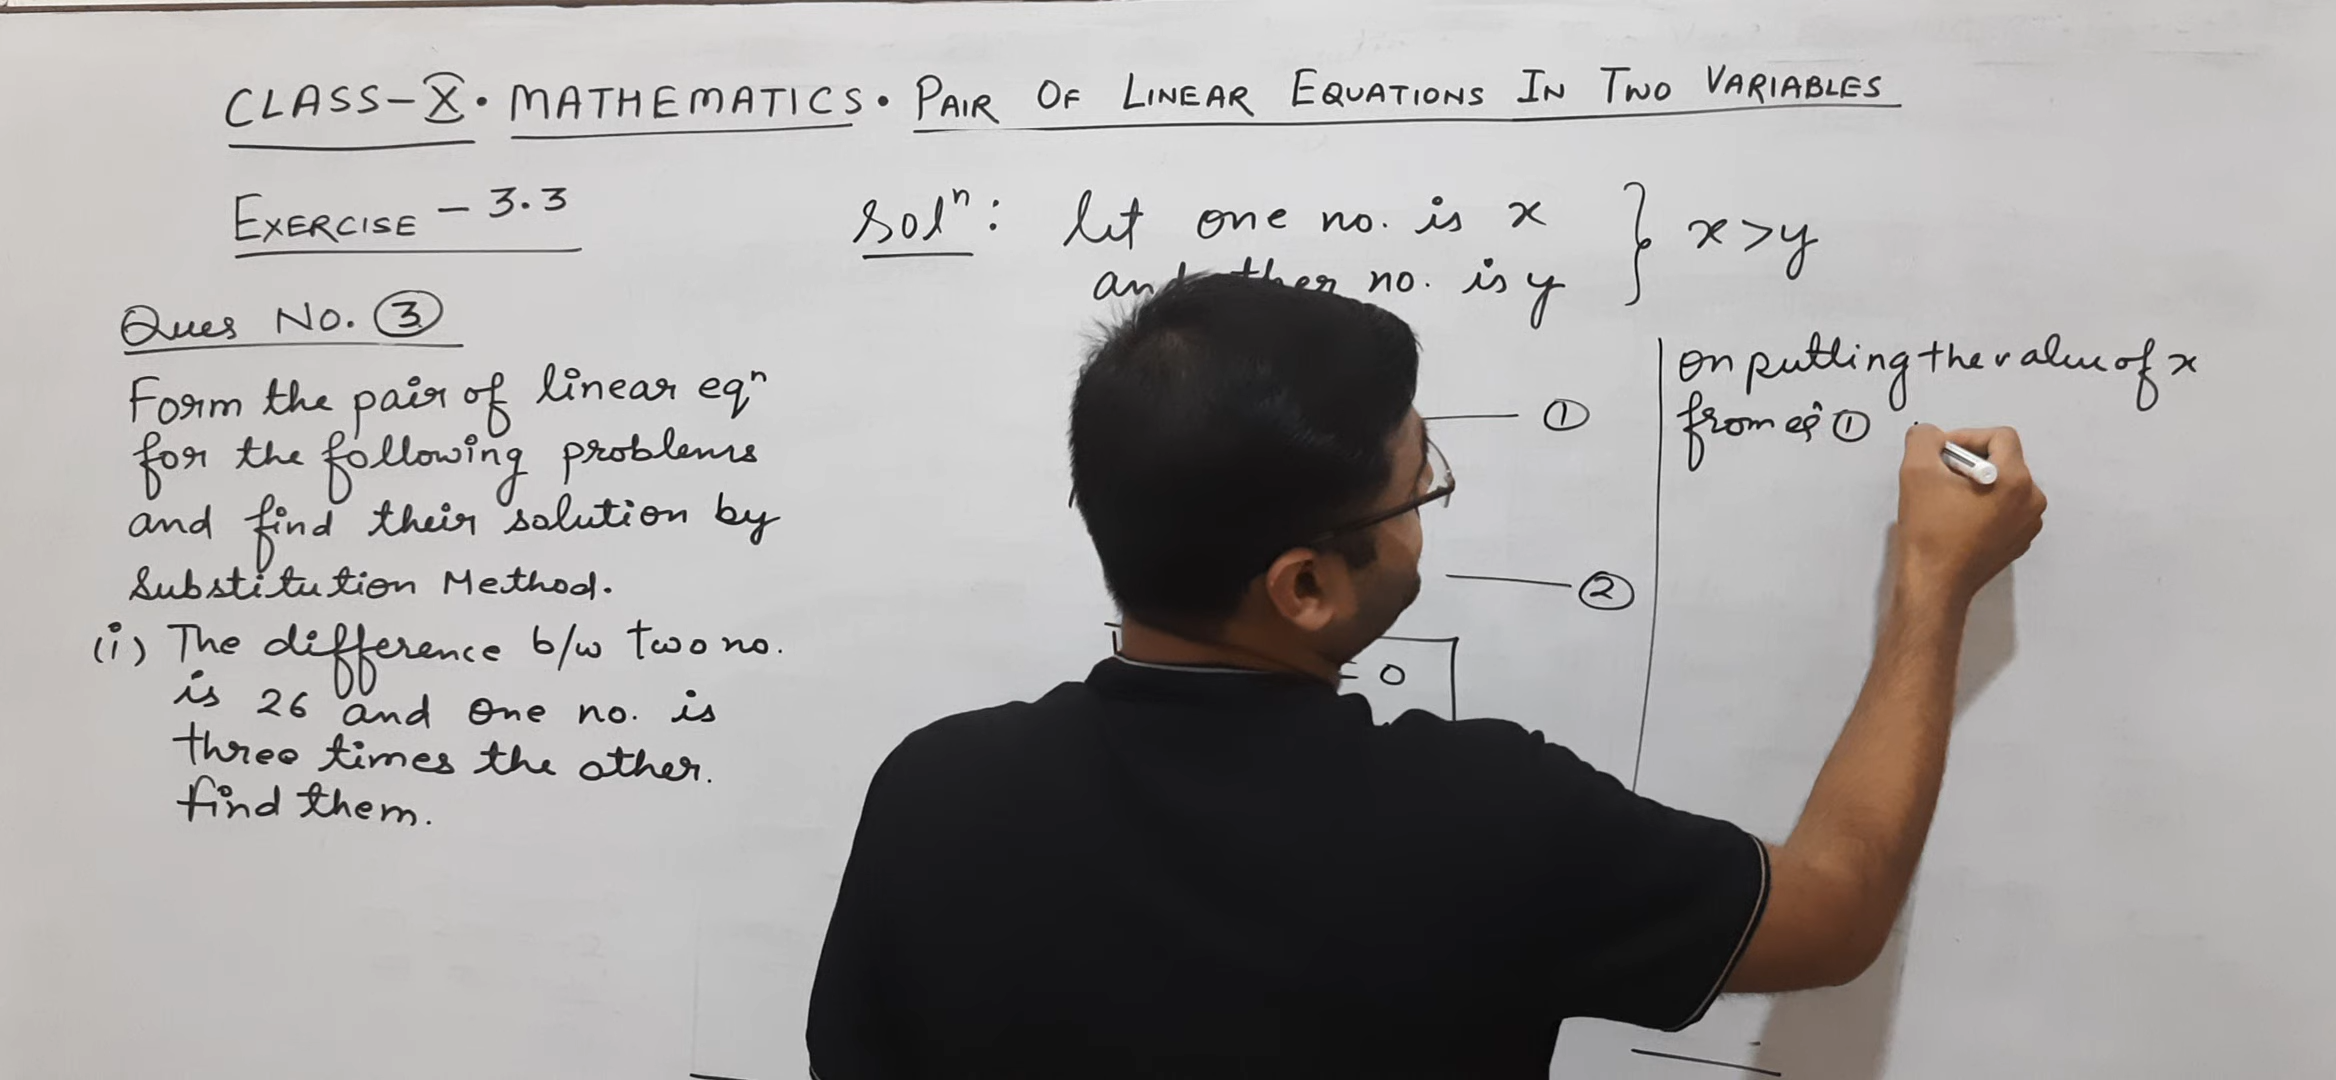 CLASS-X. MATHEMATICS. PAIR OF LINEAR EQUATIONS IN TWO VARIABLES
EXERCISE - 3.3
Ques No. ③
Form the pair of linear eqⁿ
for the following problems
and find their solution by
Substitution Method.
(i) The difference b/w two no.
is 26 and one no. is
three times the other.
find them.
Solⁿ: let one no. is x } x>y
no. is y
①
②
= 0
on putting the value of x
from eqⁿ ①